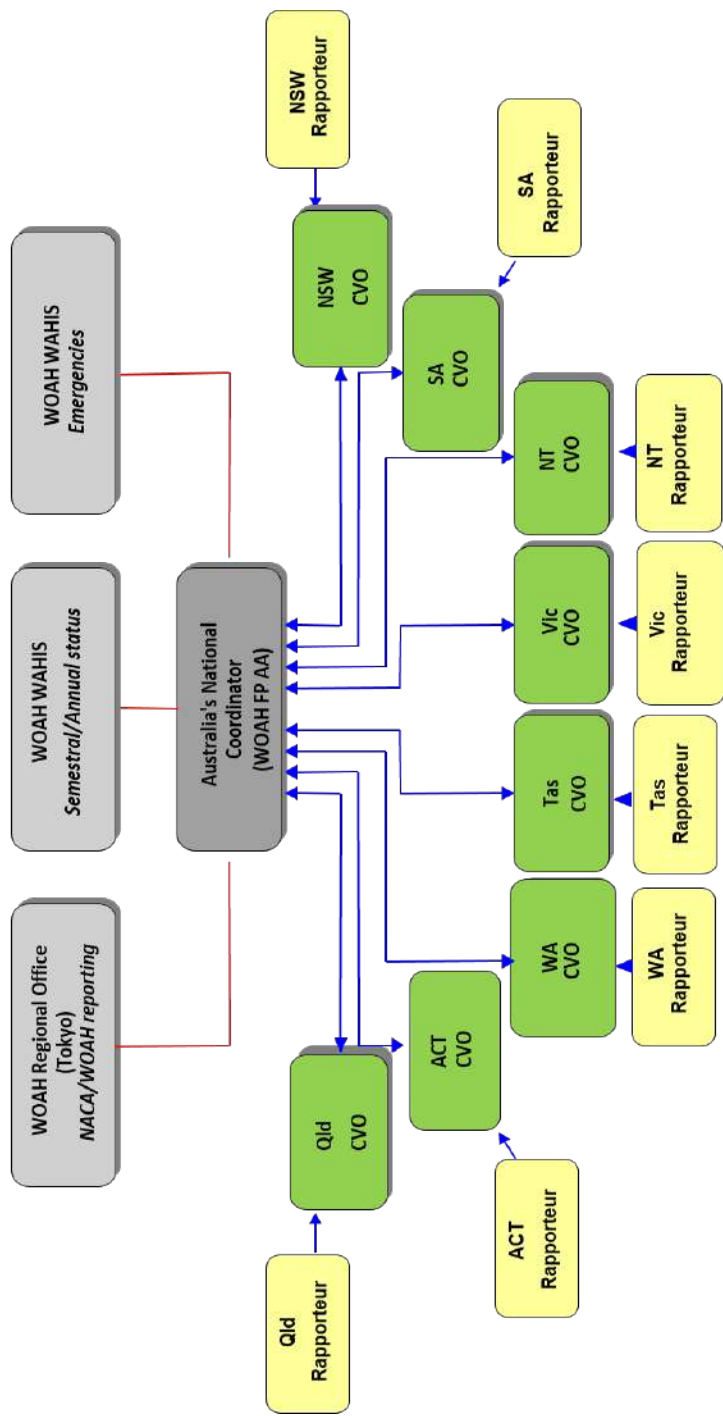 WOAH Regional Office
(Tokyo)
NACA/WOAH reporting
WOAH WAHIS
Semestral/Annual status
WOAH WAHIS
Emergencies
Australia's National
Coordinator
(WOAH FP AA)
Qld
Rapporteur
Qld
CVO
NSW
CVO
NSW
Rapporteur
ACT
CVO
SA
CVO
ACT
Rapporteur
SA
Rapporteur
WA
CVO
Tas
CVO
Vic
CVO
NT
CVO
WA
Rapporteur
Tas
Rapporteur
Vic
Rapporteur
NT
Rapporteur